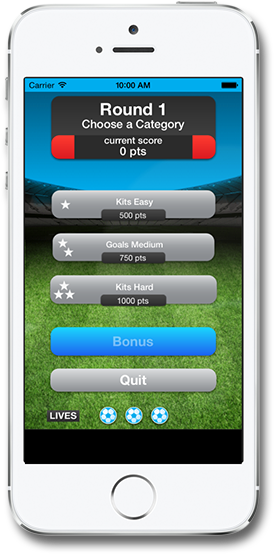 Carrier 10:00 AM
Round 1
Choose a Category
current score
0 pts
Kits Easy
500 pts
Goals Medium
750 pts
Kits Hard
1000 pts
Bonus
Quit
LIVES